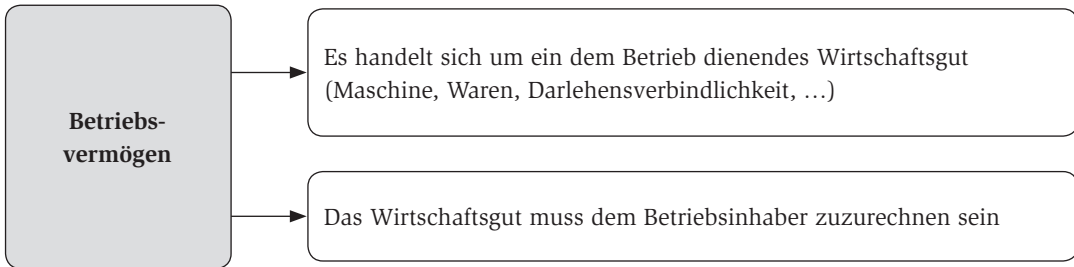 Betriebs-
vermögen
Es handelt sich um ein dem Betrieb dienendes Wirtschaftsgut
(Maschine, Waren, Darlehensverbindlichkeit, …)
Das Wirtschaftsgut muss dem Betriebsinhaber zuzurechnen sein